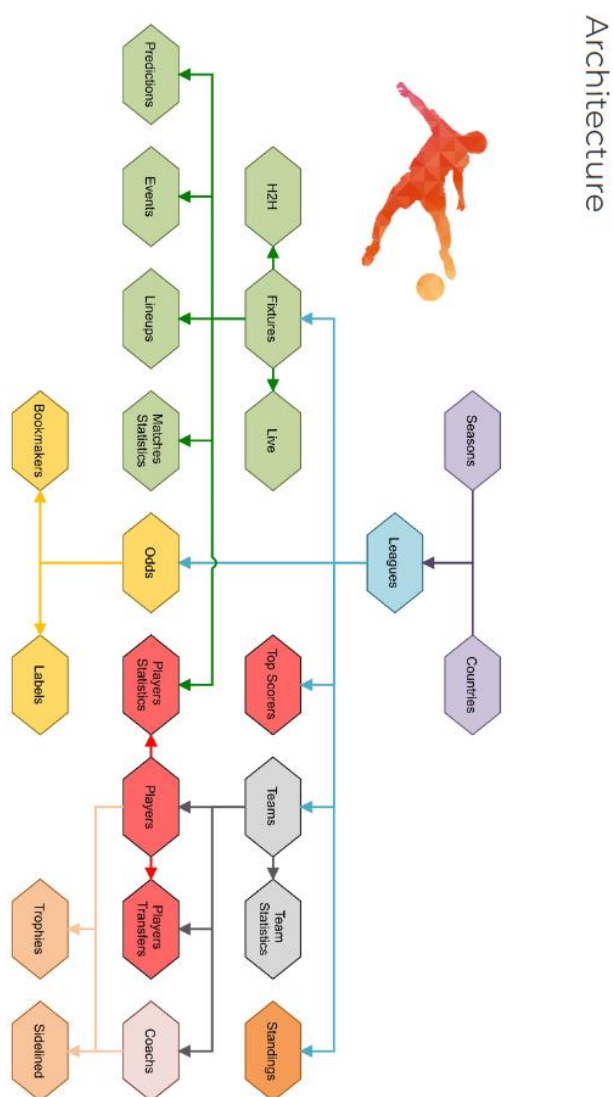 Architecture
Seasons
Countries
Leagues
H2H
Fixtures
Live
Top Scorers
Teams
Team
Statistics
Standings
Predictions
Events
Lineups
Matches
Statistics
Odds
Players
Statistics
Players
Players
Transfers
Coachs
Bookmakers
Labels
Trophies
Sidelined